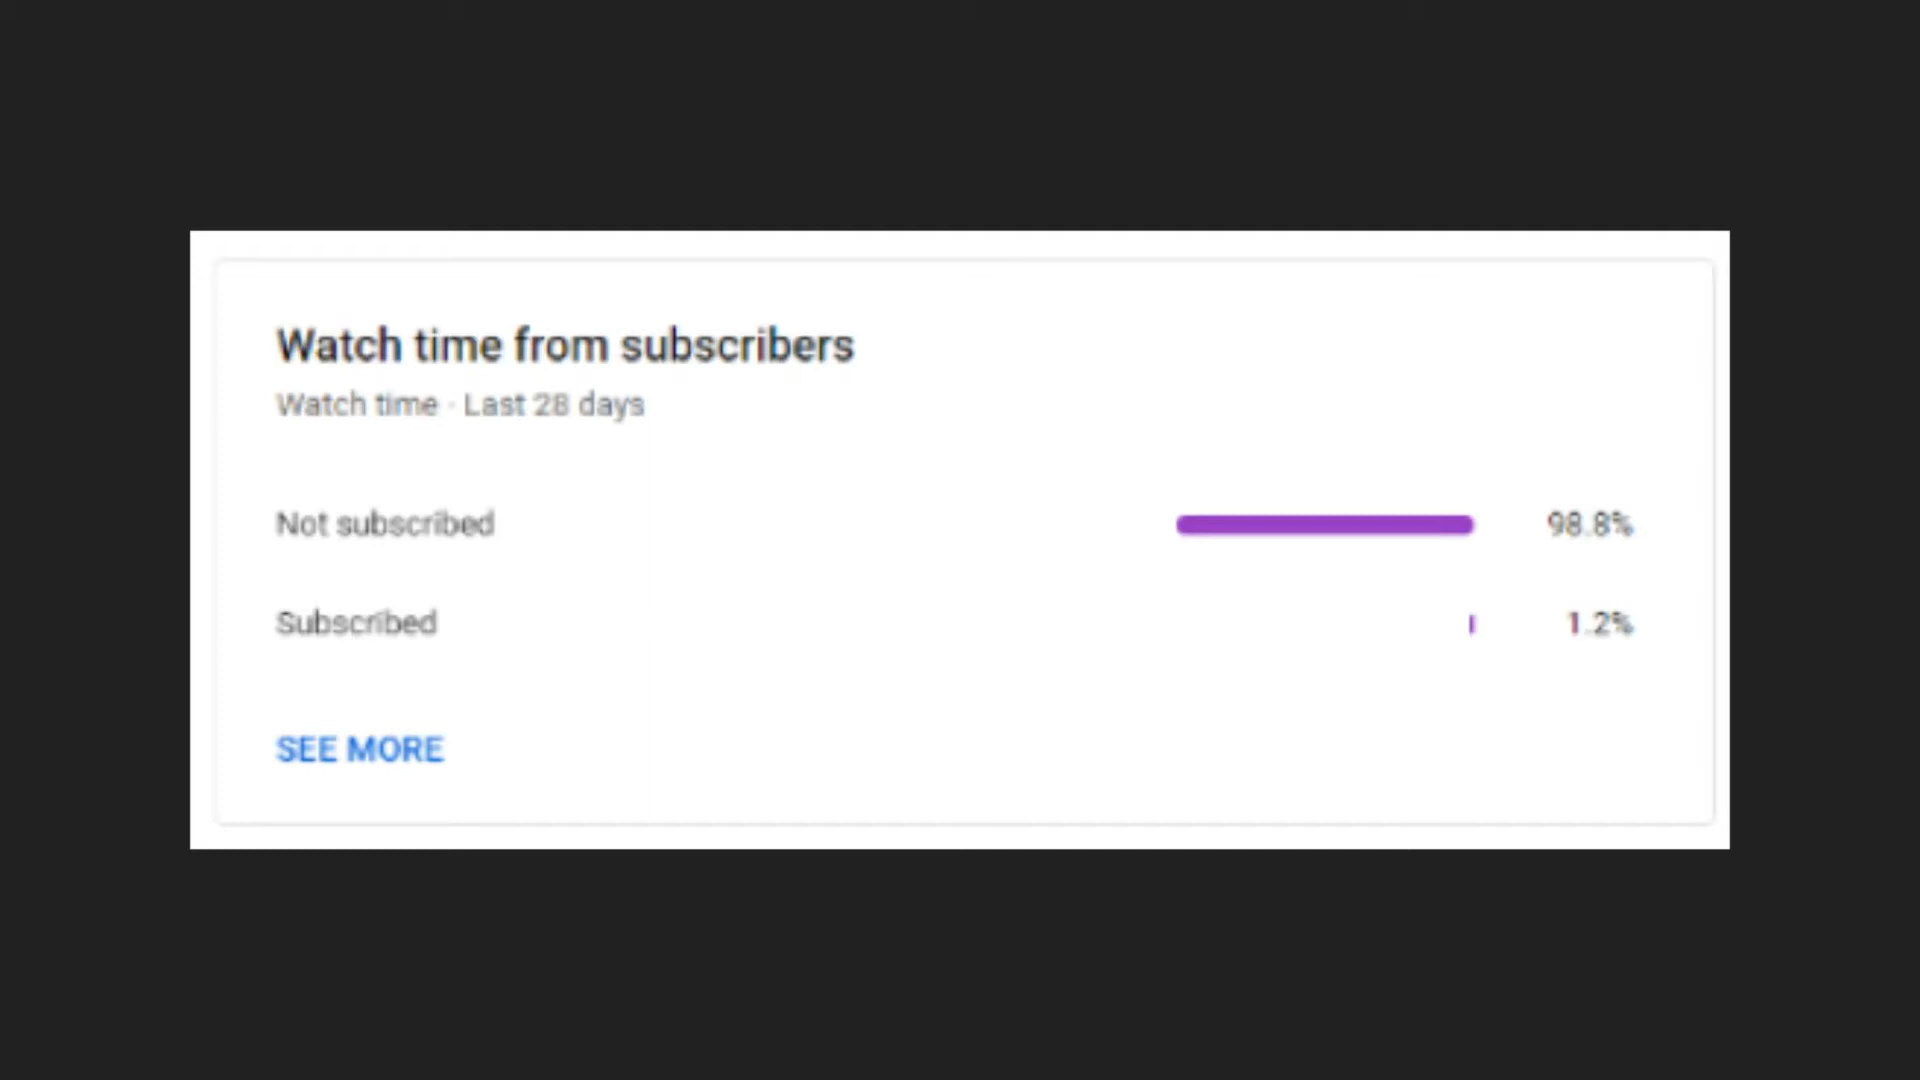 Watch time from subscribers
Watch time · Last 28 days
Not subscribed 98.8%
Subscribed 1.2%
SEE MORE